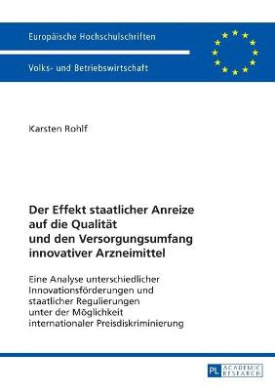 Europäische Hochschulschriften
Volks- und Betriebswirtschaft
Karsten Rohlf
Der Effekt staatlicher Anreize
auf die Qualität
und den Versorgungsumfang
innovativer Arzneimittel
Eine Analyse unterschiedlicher
Innovationsförderungen und
staatlicher Regulierungen
unter der Möglichkeit
internationaler Preisdiskriminierung
PL ACADEMIC
RESEARCH